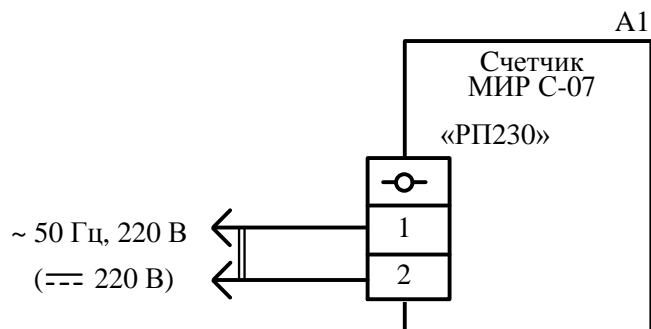 A1
Счетчик
МИР С-07
«РП230»
1
~ 50 Гц, 220 В
2
(⎓ 220 В)